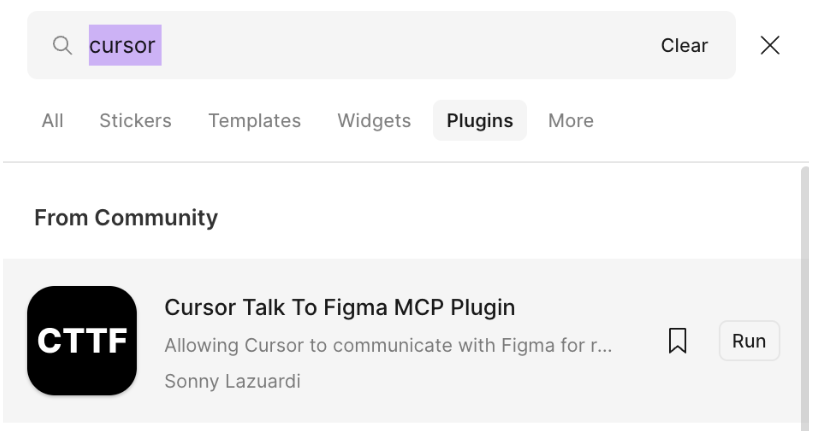 cursor
Clear
All Stickers Templates Widgets Plugins More
From Community
CTTF
Cursor Talk To Figma MCP Plugin
Allowing Cursor to communicate with Figma for r...
Sonny Lazuardi
Run